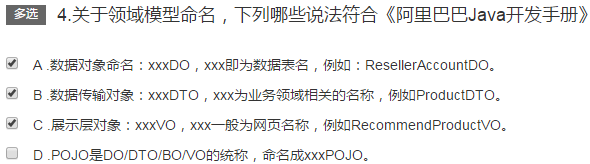 多选 4.关于领域模型命名，下列哪些说法符合《阿里巴巴Java开发手册》
A .数据对象命名：xxxDO，xxx即为数据表名，例如：ResellerAccountDO。
B .数据传输对象：xxxDTO，xxx为业务领域相关的名称，例如ProductDTO。
C .展示层对象：xxxVO，xxx一般为网页名称，例如RecommendProductVO。
D .POJO是DO/DTO/BO/VO的统称，命名成xxxPOJO。